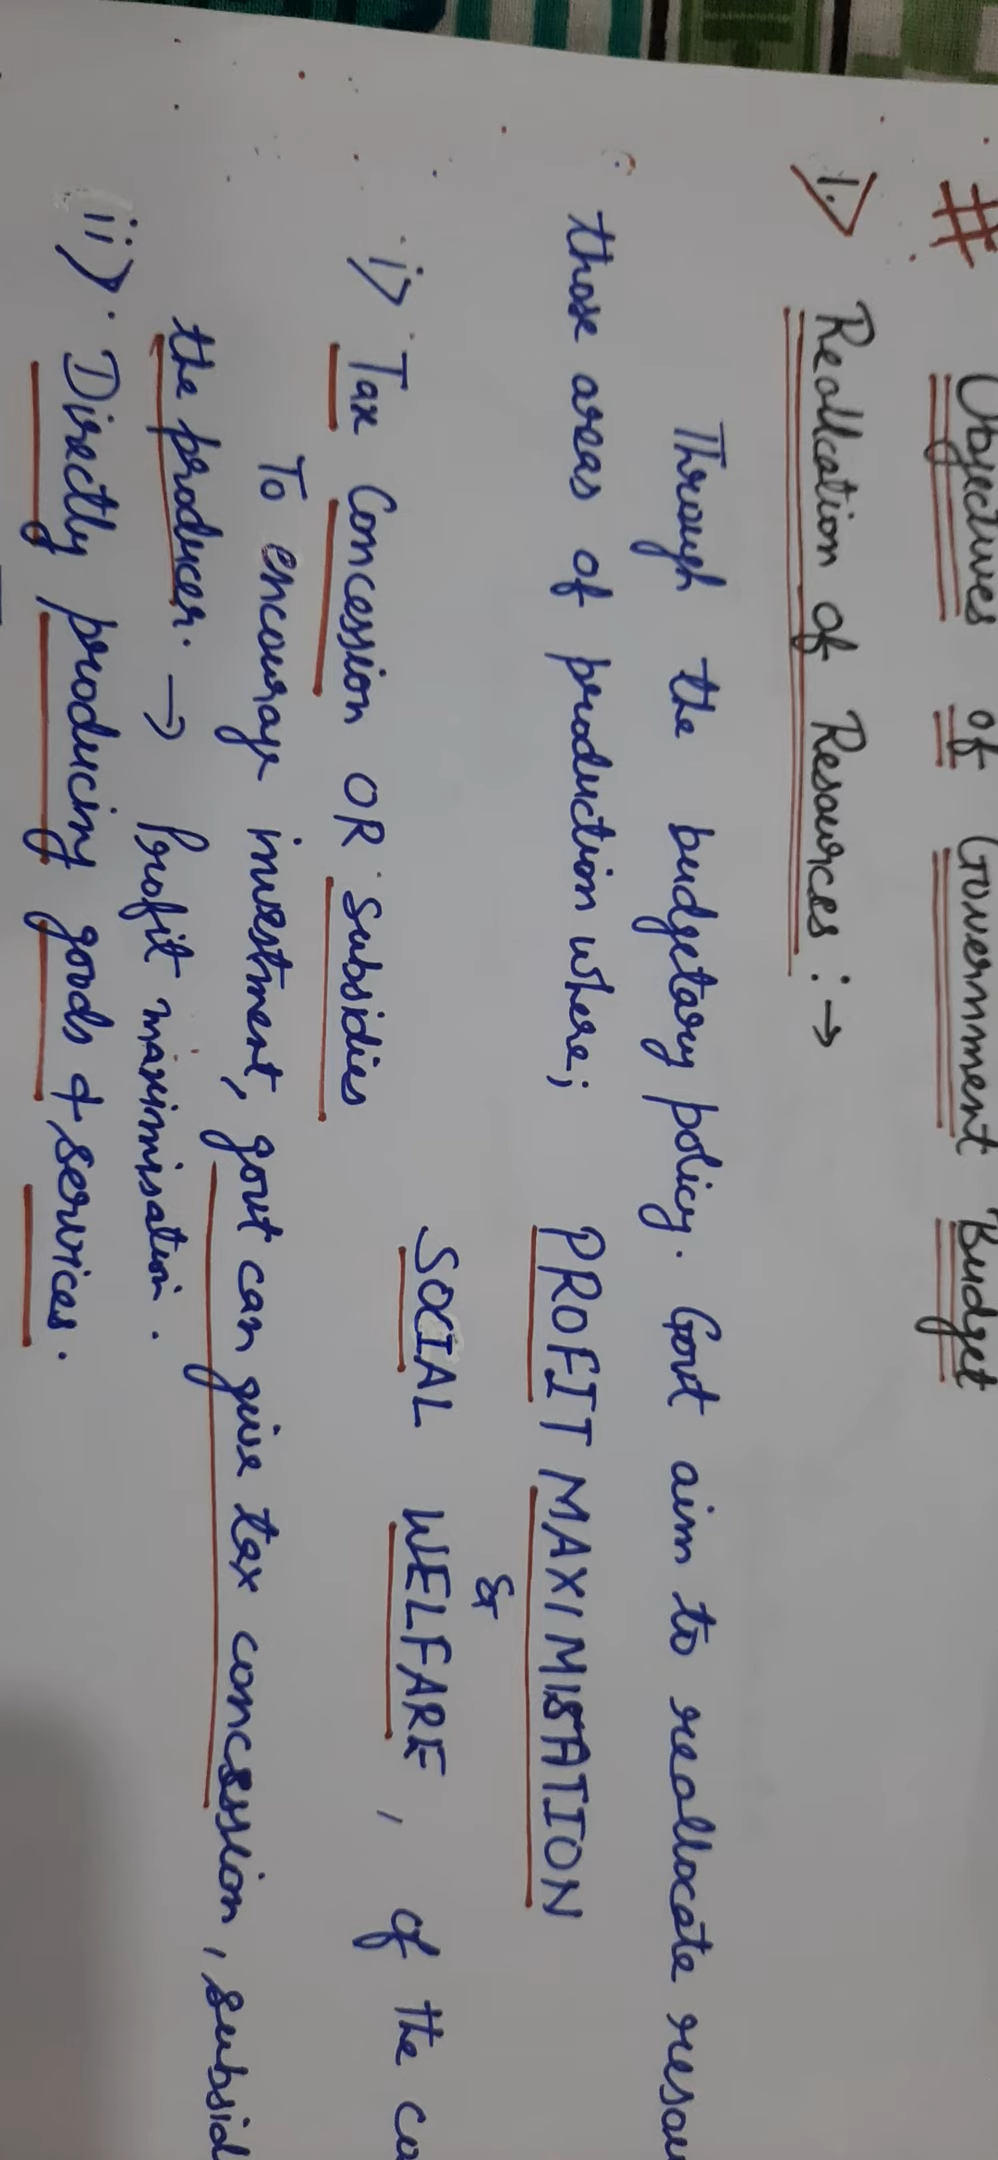 # Objectives of Government Budget
1. Reallcation of Resources :→
Through the budgetary policy. Govt aim to reallocate resou
those areas of production where; PROFIT MAXIMISATION
&
SOCIAL WELFARE, of the co
i) Tax Concession OR Subsidies
To encourage investment, govt can give tax concession, subsid
the producer. → Profit maximisation.
ii). Directly producing goods & services.